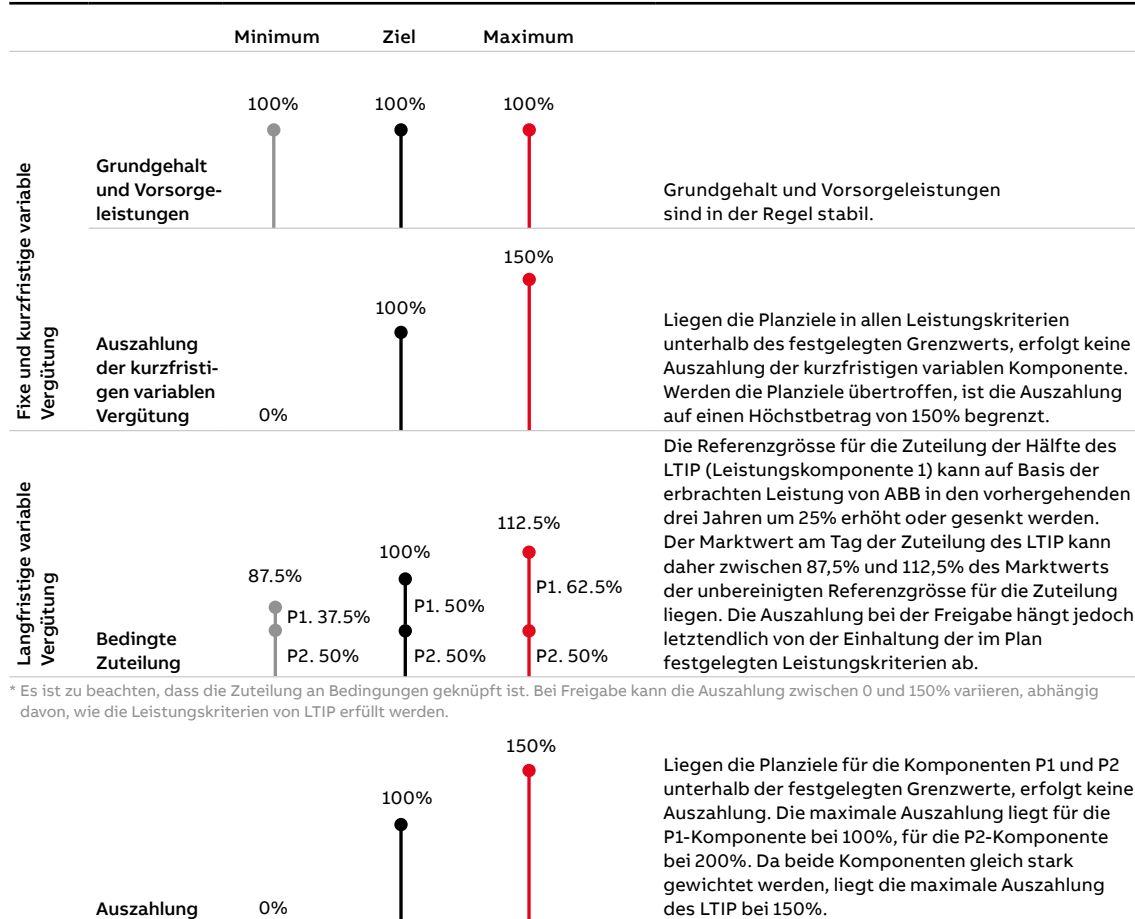 Minimum Ziel Maximum
Fixe und kurzfristige variable
Vergütung
100% 100% 100%
Grundgehalt
und Vorsorge-
leistungen
Grundgehalt und Vorsorgeleistungen
sind in der Regel stabil.
150%
100%
0%
Auszahlung
der kurzfristi-
gen variablen
Vergütung
Liegen die Planziele in allen Leistungskriterien
unterhalb des festgelegten Grenzwerts, erfolgt keine
Auszahlung der kurzfristigen variablen Komponente.
Werden die Planziele übertroffen, ist die Auszahlung
auf einen Höchstbetrag von 150% begrenzt.
Langfristige variable
Vergütung
Bedingte
Zuteilung
87.5%
P1. 37.5%
P2. 50%
100%
P1. 50%
P2. 50%
112.5%
P1. 62.5%
P2. 50%
Die Referenzgrösse für die Zuteilung der Hälfte des
LTIP (Leistungskomponente 1) kann auf Basis der
erbrachten Leistung von ABB in den vorhergehenden
drei Jahren um 25% erhöht oder gesenkt werden.
Der Marktwert am Tag der Zuteilung des LTIP kann
daher zwischen 87,5% und 112,5% des Marktwerts
der unbereinigten Referenzgrösse für die Zuteilung
liegen. Die Auszahlung bei der Freigabe hängt jedoch
letztendlich von der Einhaltung der im Plan
festgelegten Leistungskriterien ab.
* Es ist zu beachten, dass die Zuteilung an Bedingungen geknüpft ist. Bei Freigabe kann die Auszahlung zwischen 0 und 150% variieren, abhängig
davon, wie die Leistungskriterien von LTIP erfüllt werden.
150%
100%
Auszahlung 0%
Liegen die Planziele für die Komponenten P1 und P2
unterhalb der festgelegten Grenzwerte, erfolgt keine
Auszahlung. Die maximale Auszahlung liegt für die
P1-Komponente bei 100%, für die P2-Komponente
bei 200%. Da beide Komponenten gleich stark
gewichtet werden, liegt die maximale Auszahlung
des LTIP bei 150%.